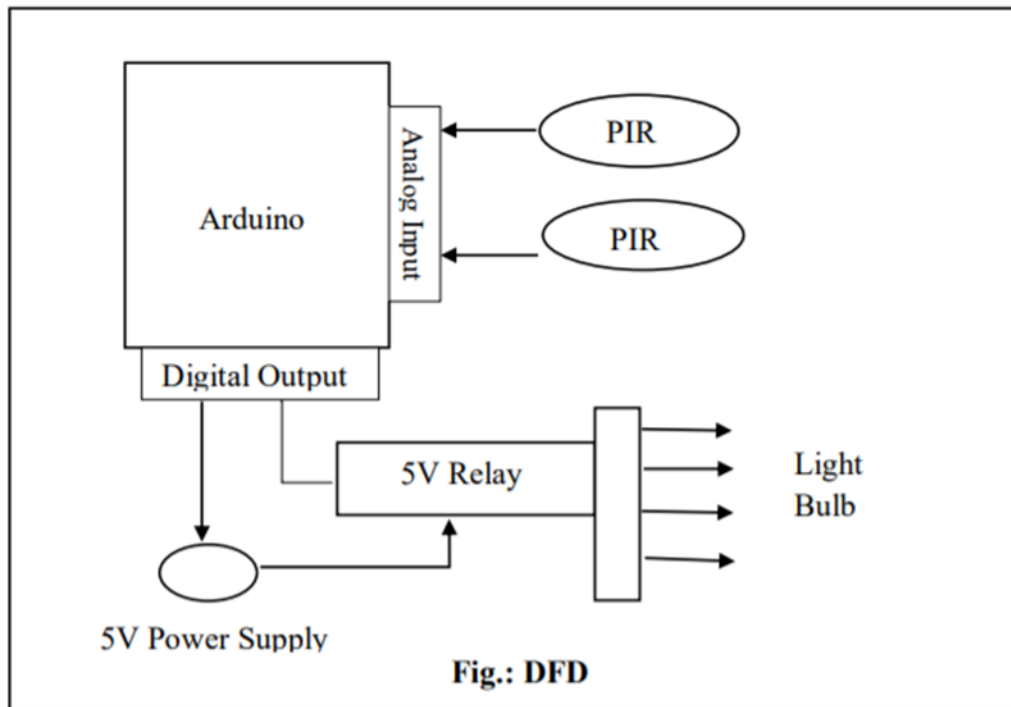 PIR
Analog Input
Arduino
PIR
Digital Output
5V Relay
Light
Bulb
5V Power Supply
Fig.: DFD